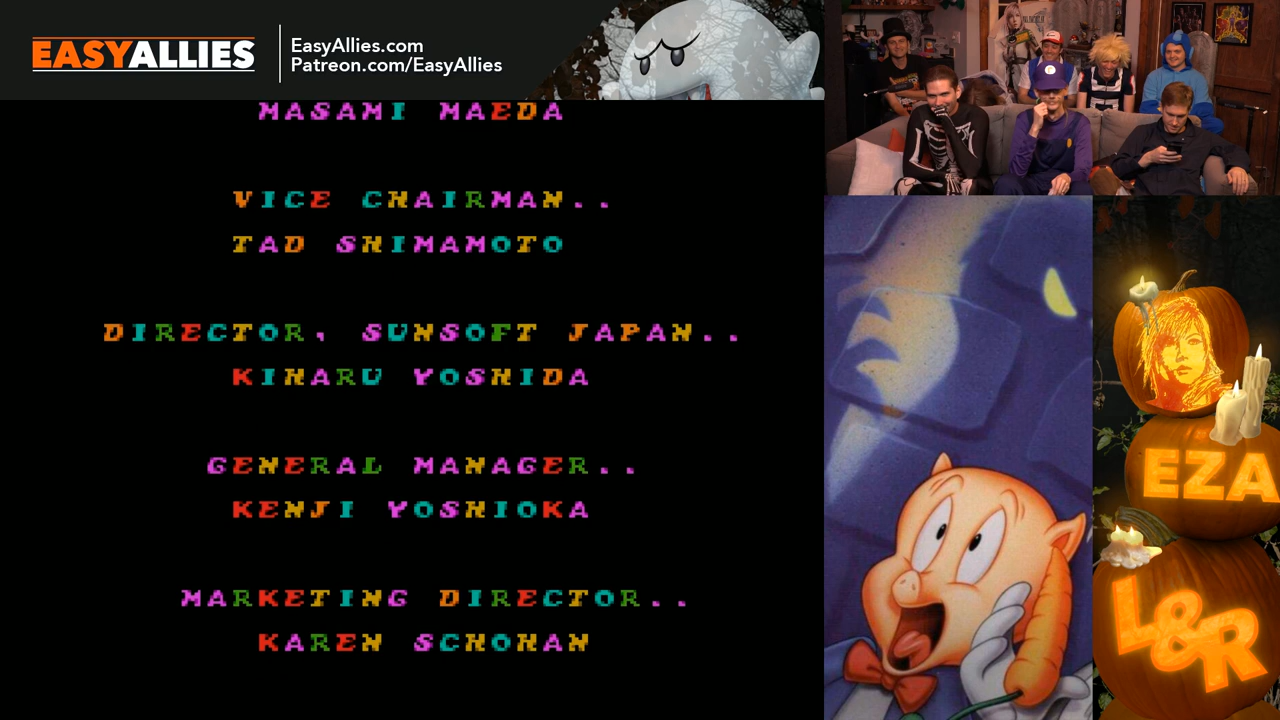 EASYALLIES
EasyAllies.com
Patreon.com/EasyAllies
MASAMI MAEDA
VICE CHAIRMAN..
TAD SHIMAMOTO
DIRECTOR, SUNSOFT JAPAN..
KIHARU YOSHIDA
GENERAL MANAGER..
KENJI YOSHIOKA
MARKETING DIRECTOR..
KAREN SCHOHAN
EZA
L&R